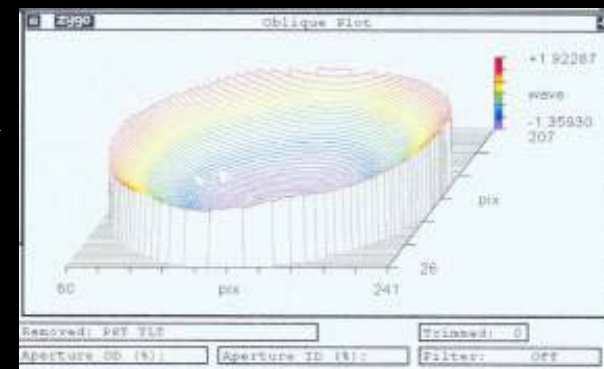 zygo Oblique Plot
+1.92287
wave
-1.35930
207
pix
26
60 pix 241
Removed: PST TLT
Trimmed: 0
Aperture OD (%):
Aperture ID (%):
Filter: Off